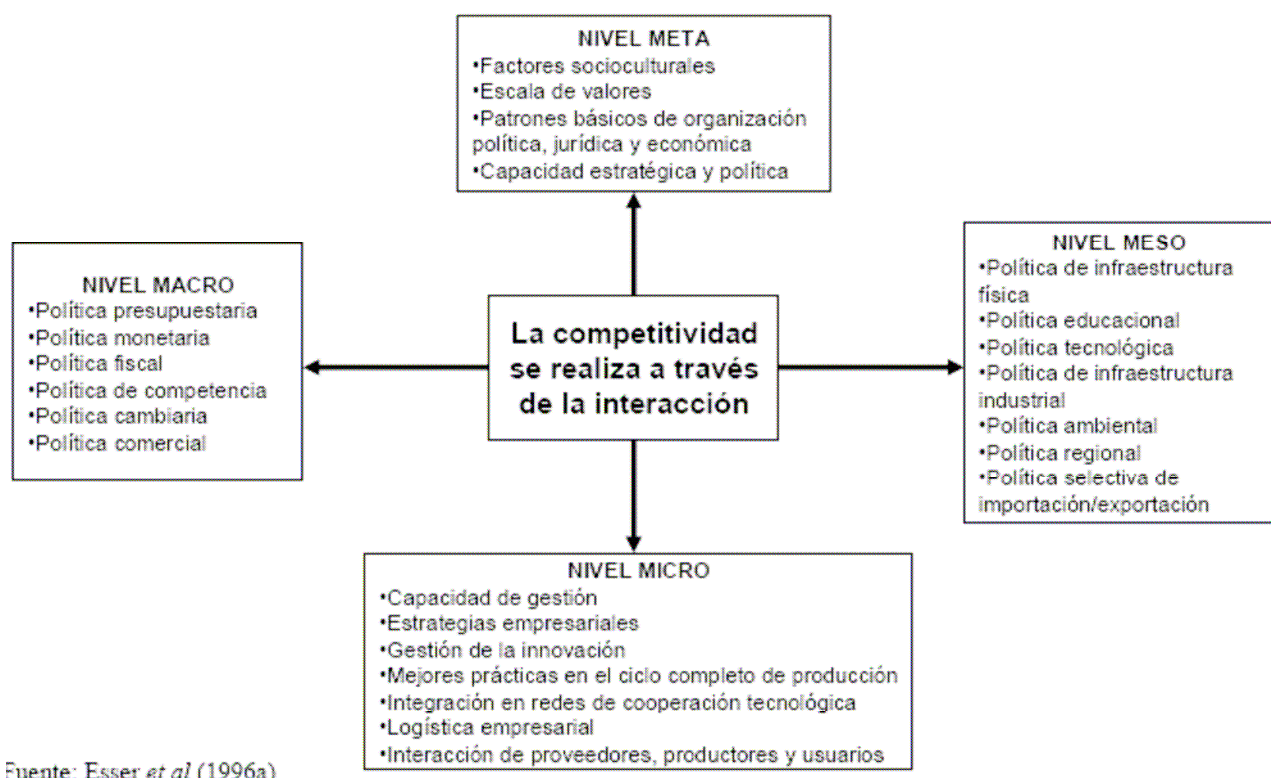 NIVEL META
•Factores socioculturales
•Escala de valores
•Patrones básicos de organización
política, jurídica y económica
•Capacidad estratégica y política
NIVEL MACRO
•Política presupuestaria
•Política monetaria
•Política fiscal
•Política de competencia
•Política cambiaria
•Política comercial
La competitividad
se realiza a través
de la interacción
NIVEL MESO
•Política de infraestructura
física
•Política educacional
•Política tecnológica
•Política de infraestructura
industrial
•Política ambiental
•Política regional
•Política selectiva de
importación/exportación
NIVEL MICRO
•Capacidad de gestión
•Estrategias empresariales
•Gestión de la innovación
•Mejores prácticas en el ciclo completo de producción
•Integración en redes de cooperación tecnológica
•Logística empresarial
•Interacción de proveedores, productores y usuarios
Fuente: Esser et al (1996a)